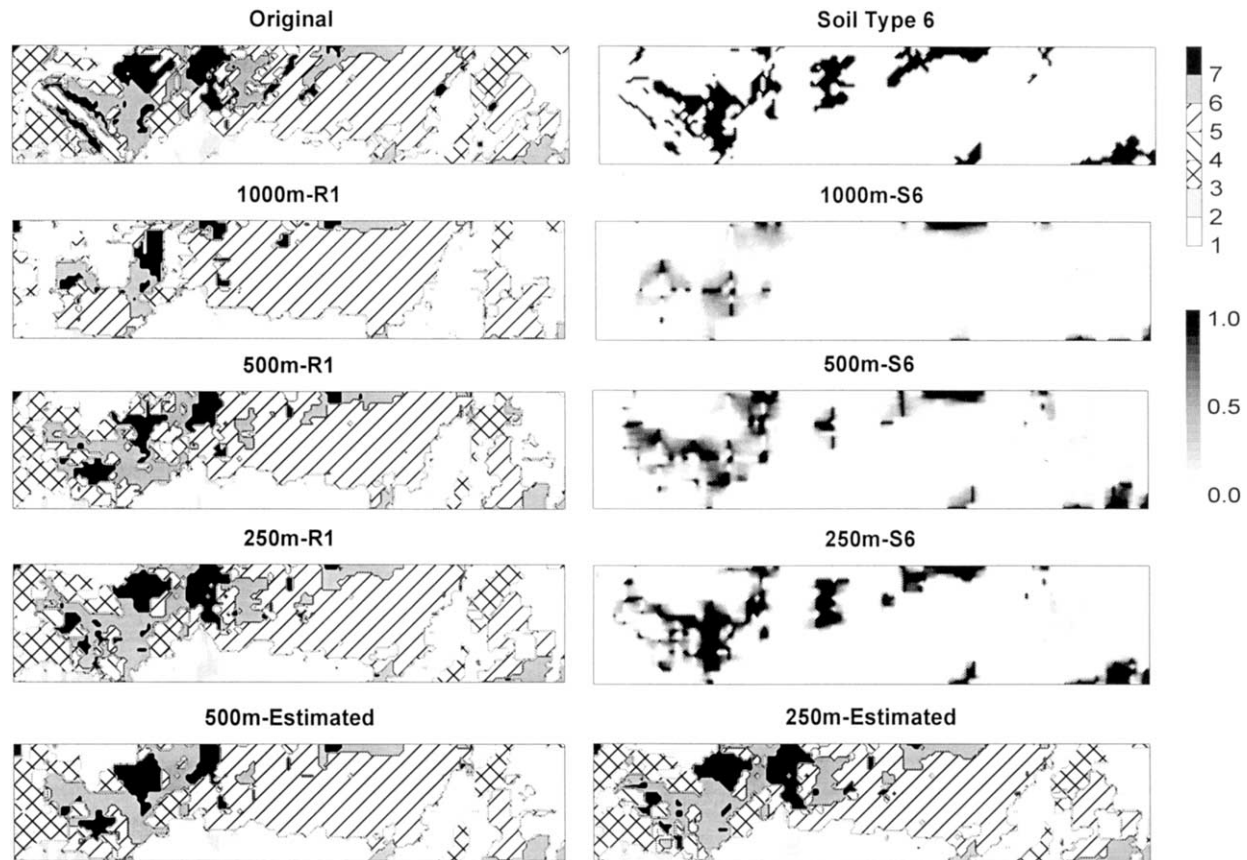 Original
Soil Type 6
7
6
5
4
3
2
1
1000m-R1
1000m-S6
1.0
0.5
0.0
500m-R1
500m-S6
250m-R1
250m-S6
500m-Estimated
250m-Estimated